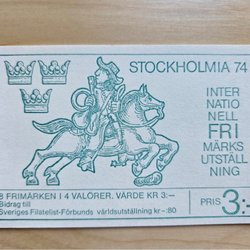 STOCKHOLMIA 74
INTER
NATIO
NELL
FRI
MÄRKS
UTSTÄLL
NING
8 FRIMÄRKEN I 4 VALÖRER. VÄRDE KR 3:—
Bidrag till
Sveriges Filatelist-Förbunds världsutställning kr -:80
PRIS 3:-